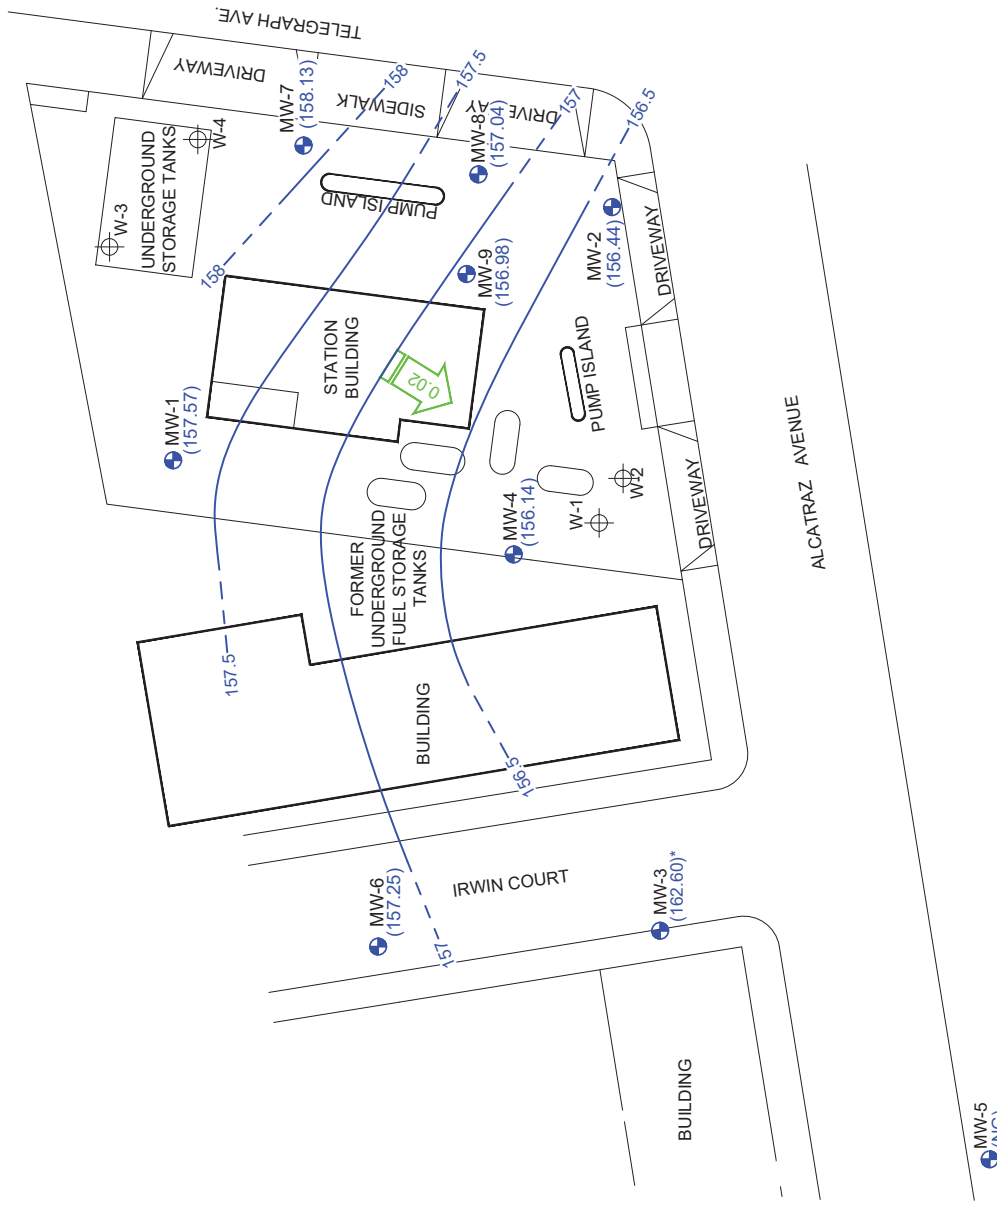 TELEGRAPH AVE.
DRIVEWAY
SIDEWALK
DRIVEWAY
MW-7
(158.13)
158
157.5
157
156.5
W-4
W-3
UNDERGROUND
STORAGE TANKS
PUMP ISLAND
MW-8
(157.04)
158
MW-9
(156.98)
MW-2
(156.44)
DRIVEWAY
STATION
BUILDING
0.02
PUMP ISLAND
MW-1
(157.57)
MW-4
(156.14)
W-1
W-2
DRIVEWAY
ALCATRAZ AVENUE
FORMER
UNDERGROUND
FUEL STORAGE
TANKS
157.5
BUILDING
156.5
MW-6
(157.25)
157
IRWIN COURT
MW-3
(162.60)*
BUILDING
MW-5
(NG)